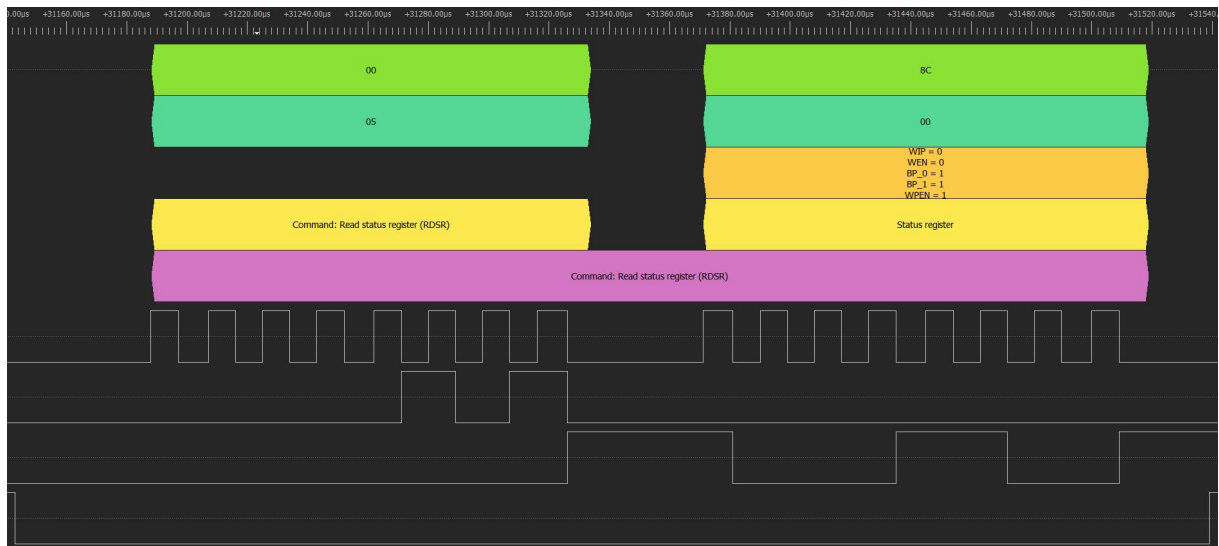 +31160.00µs +31180.00µs +31200.00µs +31220.00µs +31240.00µs +31260.00µs +31280.00µs +31300.00µs +31320.00µs +31340.00µs +31360.00µs +31380.00µs +31400.00µs +31420.00µs +31440.00µs +31460.00µs +31480.00µs +31500.00µs +31520.00µs +31540.
00 8C
05 00
WIP = 0
WEN = 0
BP_0 = 1
BP_1 = 1
WPEN = 1
Command: Read status register (RDSR) Status register
Command: Read status register (RDSR)